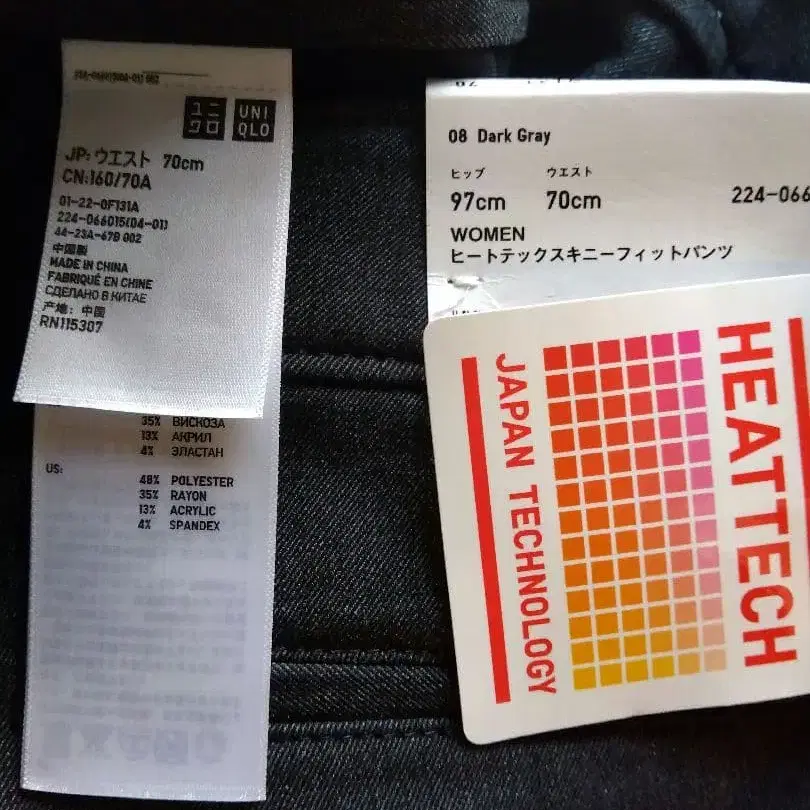 ユニ
クロ
UNI
QLO
JP: ウエスト 70cm
CN:160/70A
01-22-0F131A
224-066015(04-01)
44-23A-67B 002
中国製
MADE IN CHINA
FABRIQUÉ EN CHINE
СДЕЛАНО В КИТАЕ
产地: 中国
RN115307
35% ВИСКОЗА
13% АКРИЛ
4% ЭЛАСТАН
US:
48% POLYESTER
35% RAYON
13% ACRYLIC
4% SPANDEX
08 Dark Gray
ヒップ ウエスト
97cm 70cm 224-066
WOMEN
ヒートテックスキニーフィットパンツ
HEATTECH
JAPAN TECHNOLOGY